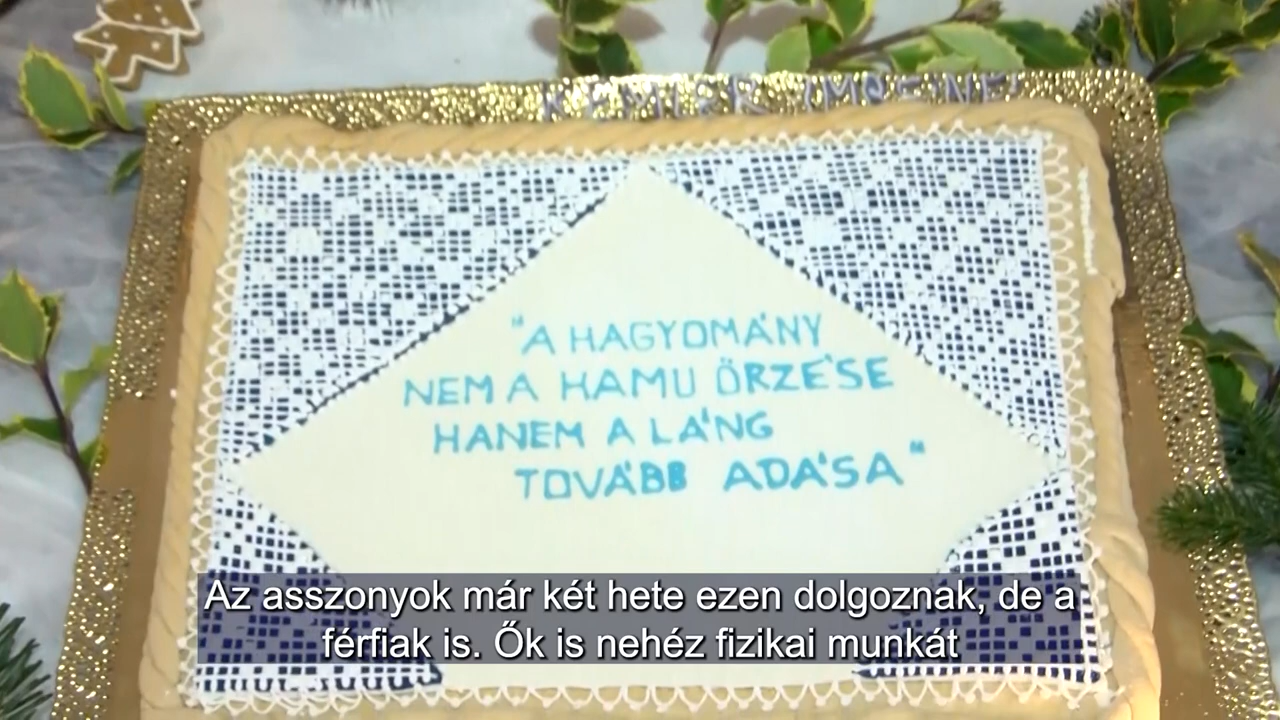 "A HAGYOMÁNY
NEM A HAMU ŐRZÉSE
HANEM A LÁNG
TOVÁBB ADÁSA"
Az asszonyok már két hete ezen dolgoznak, de a
férfiak is. Ők is nehéz fizikai munkát